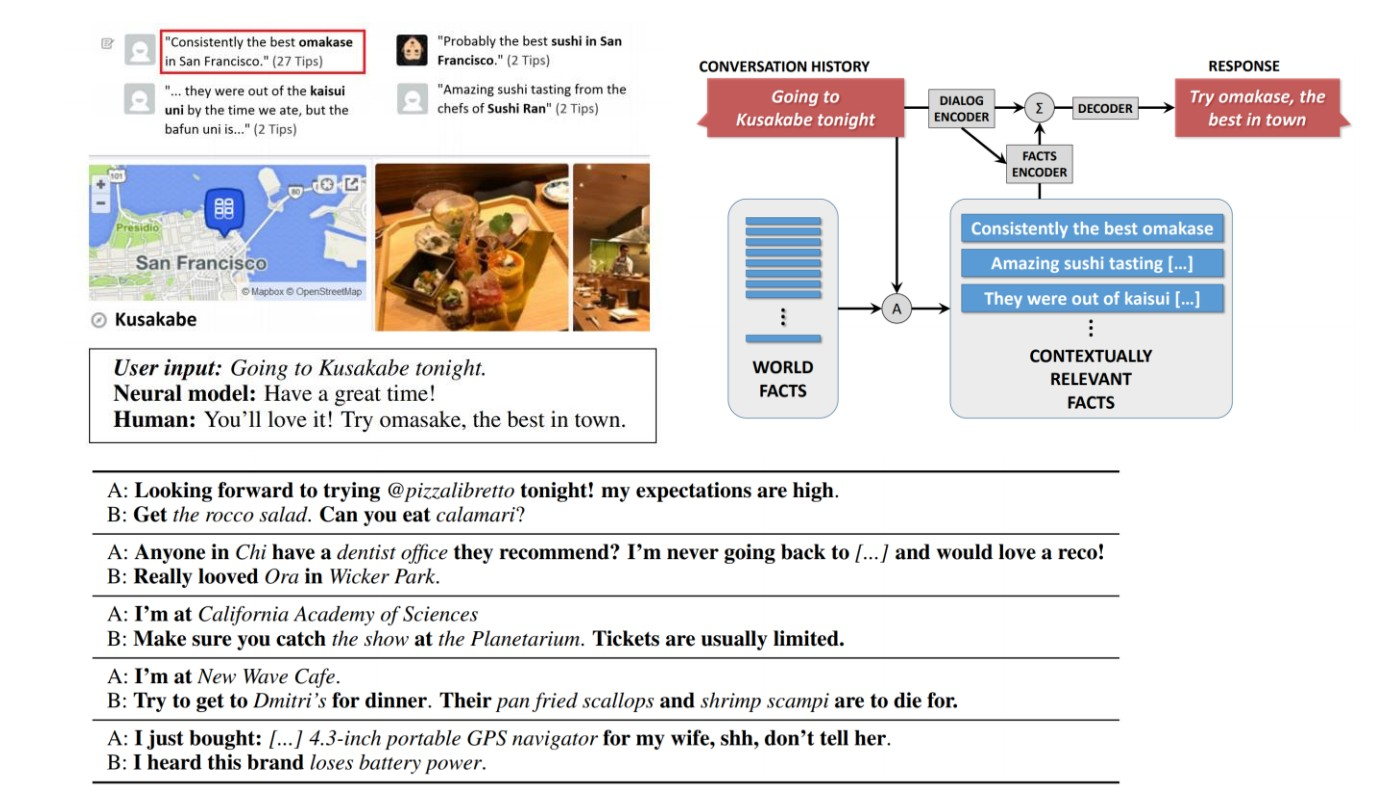 "Consistently the best omakase
in San Francisco." (27 Tips)
"... they were out of the kaisui
uni by the time we ate, but the
bafun uni is..." (2 Tips)
"Probably the best sushi in San
Francisco." (2 Tips)
"Amazing sushi tasting from the
chefs of Sushi Ran" (2 Tips)
+
−
101
80
Presidio
San Francisco
© Mapbox © OpenStreetMap
Kusakabe
User input: Going to Kusakabe tonight.
Neural model: Have a great time!
Human: You'll love it! Try omasake, the best in town.
CONVERSATION HISTORY
Going to
Kusakabe tonight
DIALOG
ENCODER
Σ
DECODER
RESPONSE
Try omakase, the
best in town
FACTS
ENCODER
WORLD
FACTS
A
Consistently the best omakase
Amazing sushi tasting [...]
They were out of kaisui [...]
CONTEXTUALLY
RELEVANT
FACTS
A: Looking forward to trying @pizzalibretto tonight! my expectations are high.
B: Get the rocco salad. Can you eat calamari?
A: Anyone in Chi have a dentist office they recommend? I'm never going back to [...] and would love a reco!
B: Really looved Ora in Wicker Park.
A: I'm at California Academy of Sciences
B: Make sure you catch the show at the Planetarium. Tickets are usually limited.
A: I'm at New Wave Cafe.
B: Try to get to Dmitri's for dinner. Their pan fried scallops and shrimp scampi are to die for.
A: I just bought: [...] 4.3-inch portable GPS navigator for my wife, shh, don't tell her.
B: I heard this brand loses battery power.